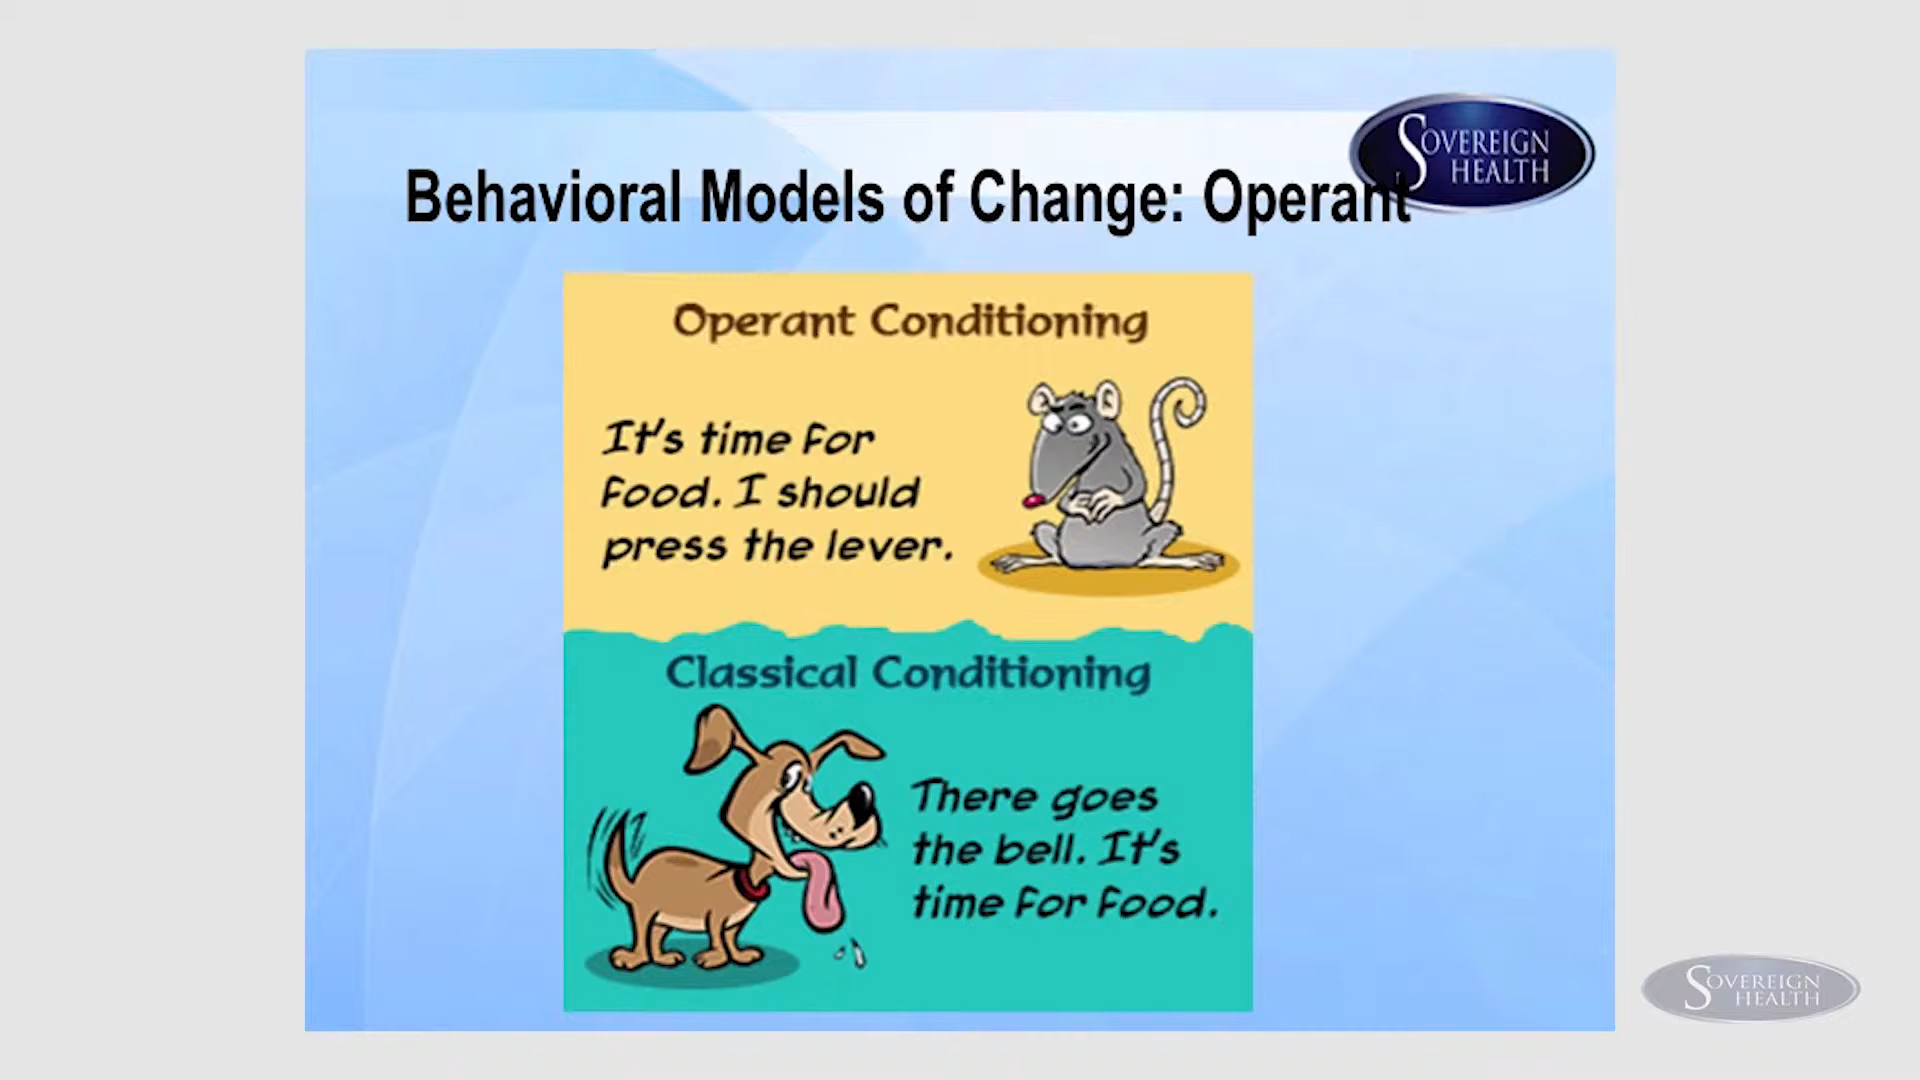 SOVEREIGN
HEALTH
Behavioral Models of Change: Operant
Operant Conditioning
It's time for
food. I should
press the lever.
Classical Conditioning
There goes
the bell. It's
time for food.
SOVEREIGN
HEALTH